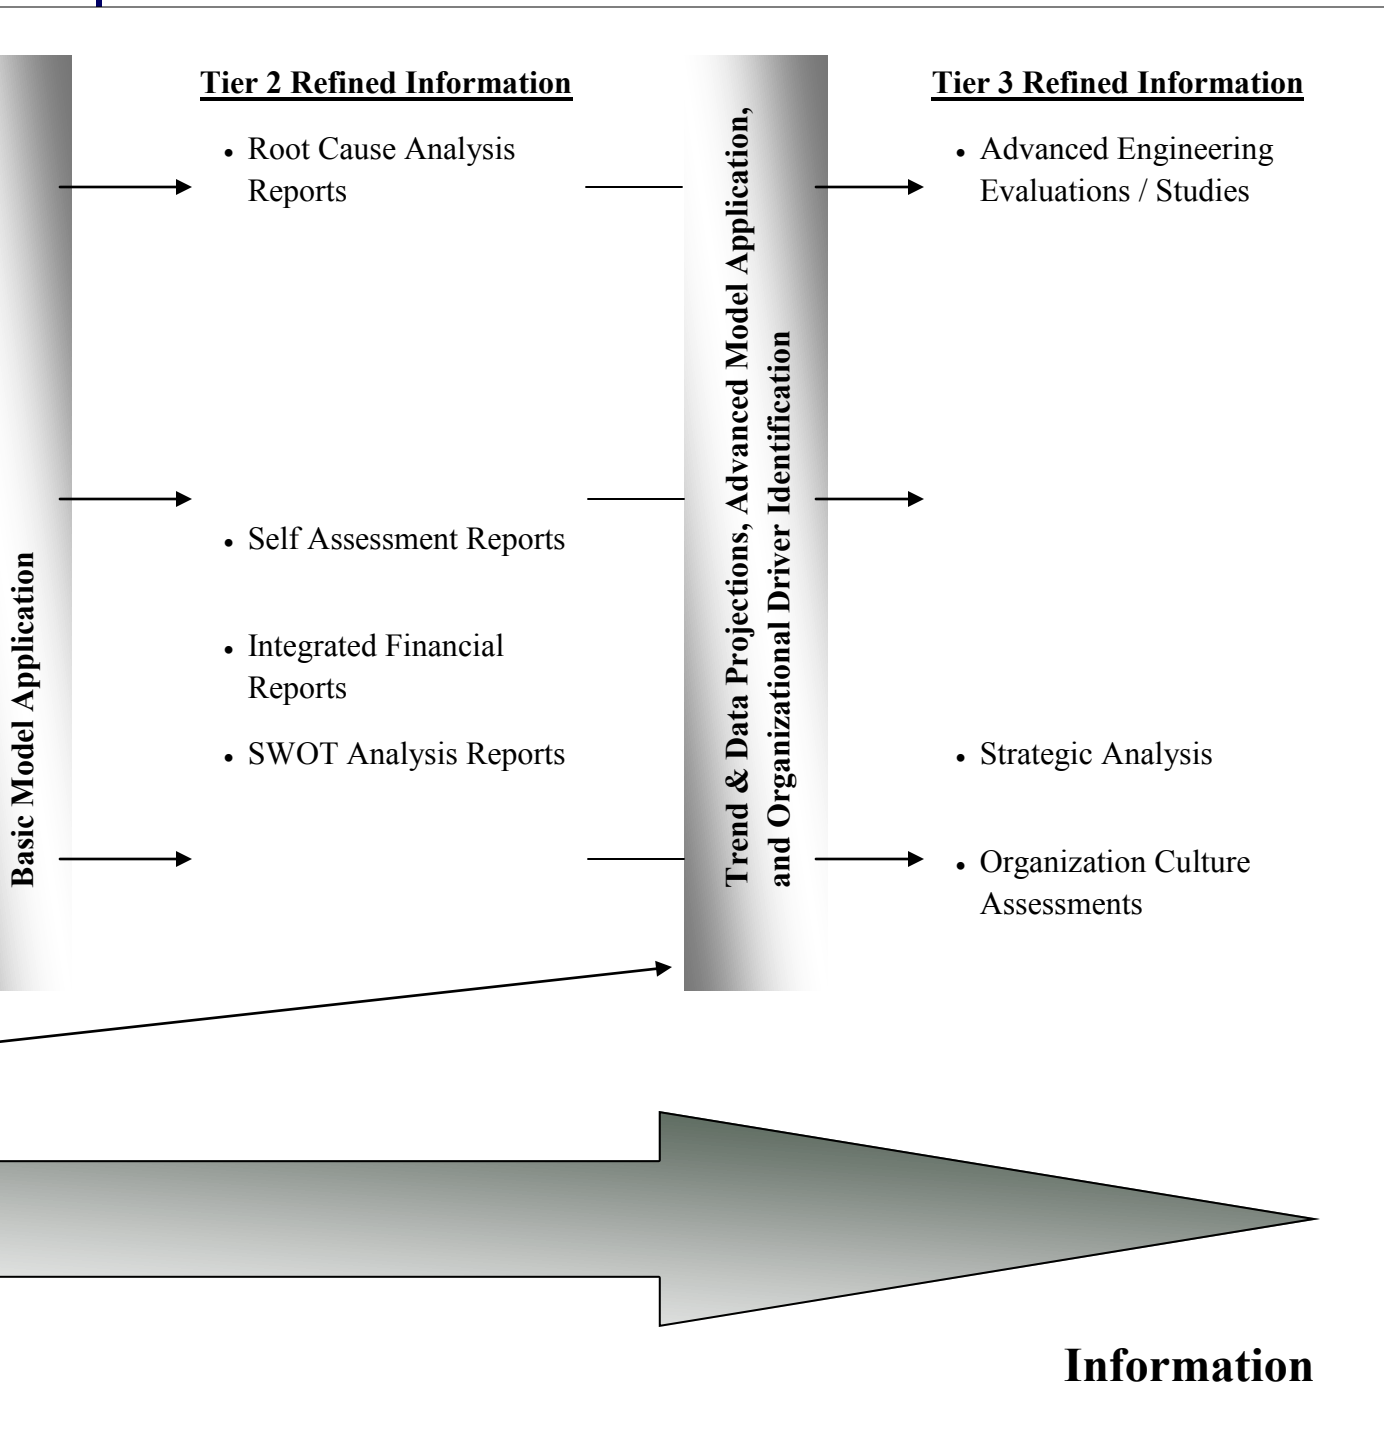 Basic Model Application
Tier 2 Refined Information
• Root Cause Analysis
Reports
• Self Assessment Reports
• Integrated Financial
Reports
• SWOT Analysis Reports
Trend & Data Projections, Advanced Model Application,
and Organizational Driver Identification
Tier 3 Refined Information
• Advanced Engineering
Evaluations / Studies
• Strategic Analysis
• Organization Culture
Assessments
Information